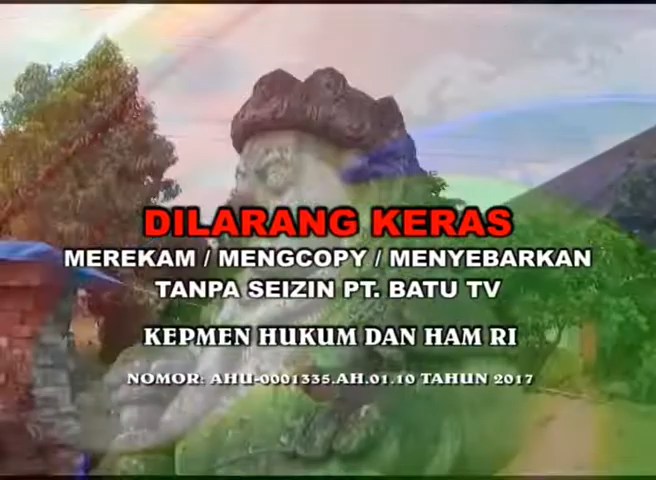 DILARANG KERAS
MEREKAM / MENGCOPY / MENYEBARKAN
TANPA SEIZIN PT. BATU TV
KEPMEN HUKUM DAN HAM RI
NOMOR: AHU-0001335.AH.01.10 TAHUN 2017